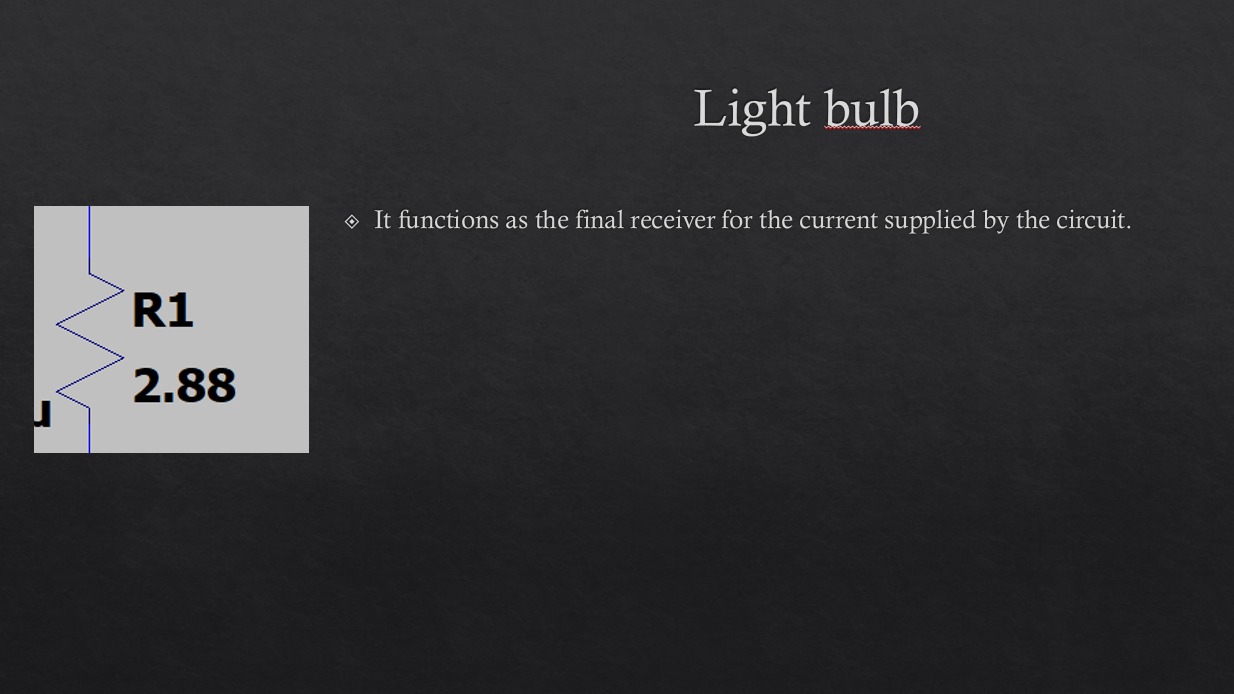 Light bulb
It functions as the final receiver for the current supplied by the circuit.
R1
2.88
u